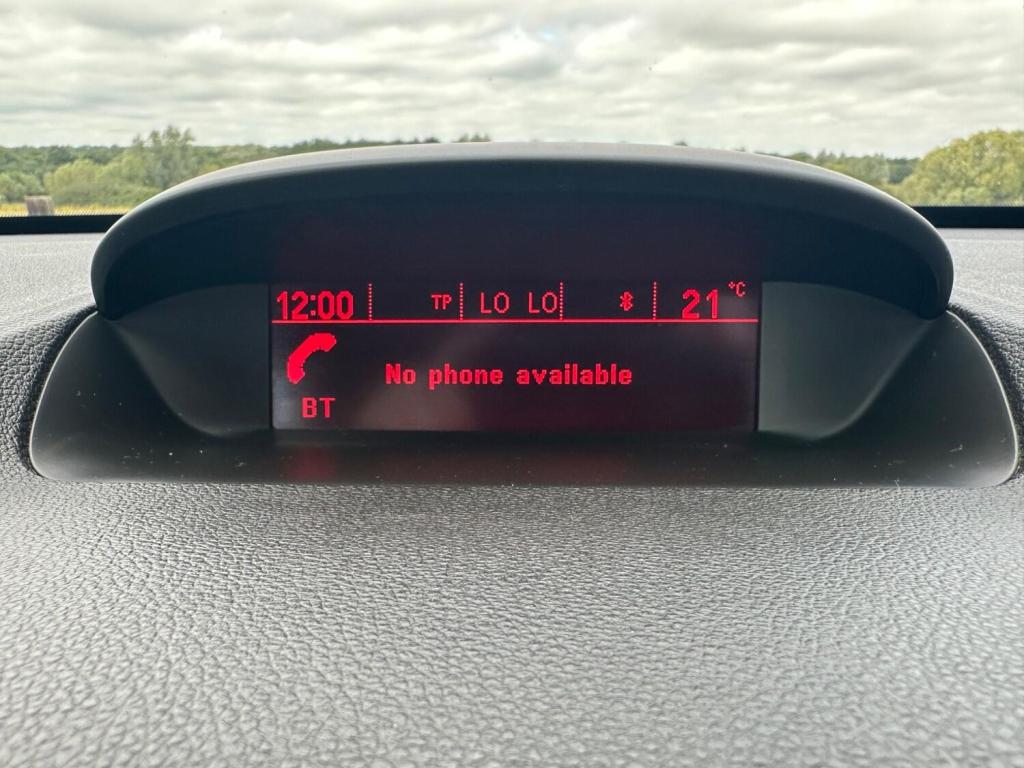 12:00 TP LO LO 21 °C
No phone available
BT